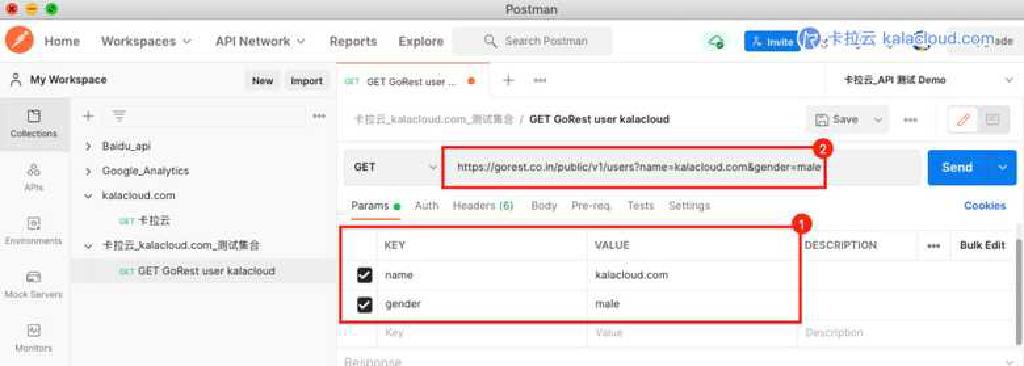 Postman
Home Workspaces API Network Reports Explore Search Postman Invite 卡拉云 kalacloud.com
My Workspace New Import GET GoRest user ... 卡拉云_API 测试 Demo
Collections
APIs
Environments
Mock Servers
Monitors
Baidu_api
Google_Analytics
kalacloud.com
GET 卡拉云
卡拉云_kalacloud.com_测试集合
GET GET GoRest user kalacloud
卡拉云_kalacloud.com_测试集合 / GET GoRest user kalacloud Save
2
GET https://gorest.co.in/public/v1/users?name=kalacloud.com&gender=male Send
Params Auth Headers (6) Body Pre-req. Tests Settings Cookies
1
KEY VALUE DESCRIPTION Bulk Edit
name kalacloud.com
gender male
Key Value Description
Response